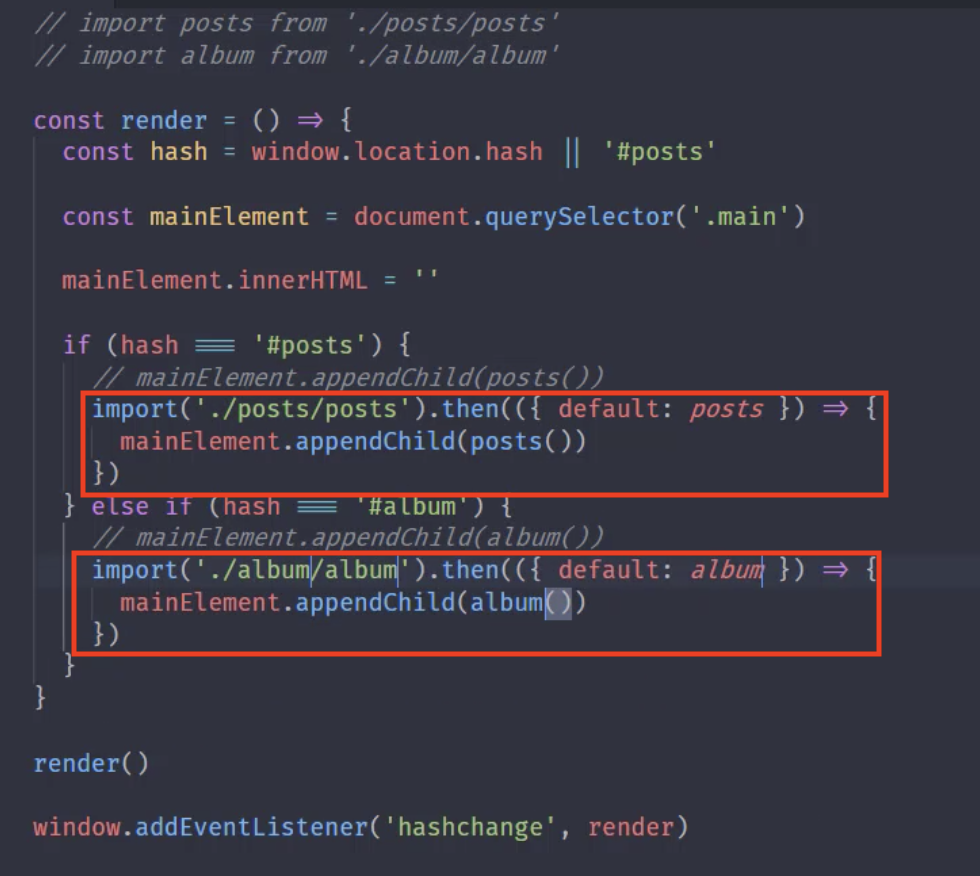 // import posts from './posts/posts'
// import album from './album/album'
const render = () => {
const hash = window.location.hash || '#posts'
const mainElement = document.querySelector('.main')
mainElement.innerHTML = ''
if (hash === '#posts') {
// mainElement.appendChild(posts())
import('./posts/posts').then(({ default: posts }) => {
mainElement.appendChild(posts())
})
} else if (hash === '#album') {
// mainElement.appendChild(album())
import('./album/album').then(({ default: album }) => {
mainElement.appendChild(album())
})
}
}
render()
window.addEventListener('hashchange', render)